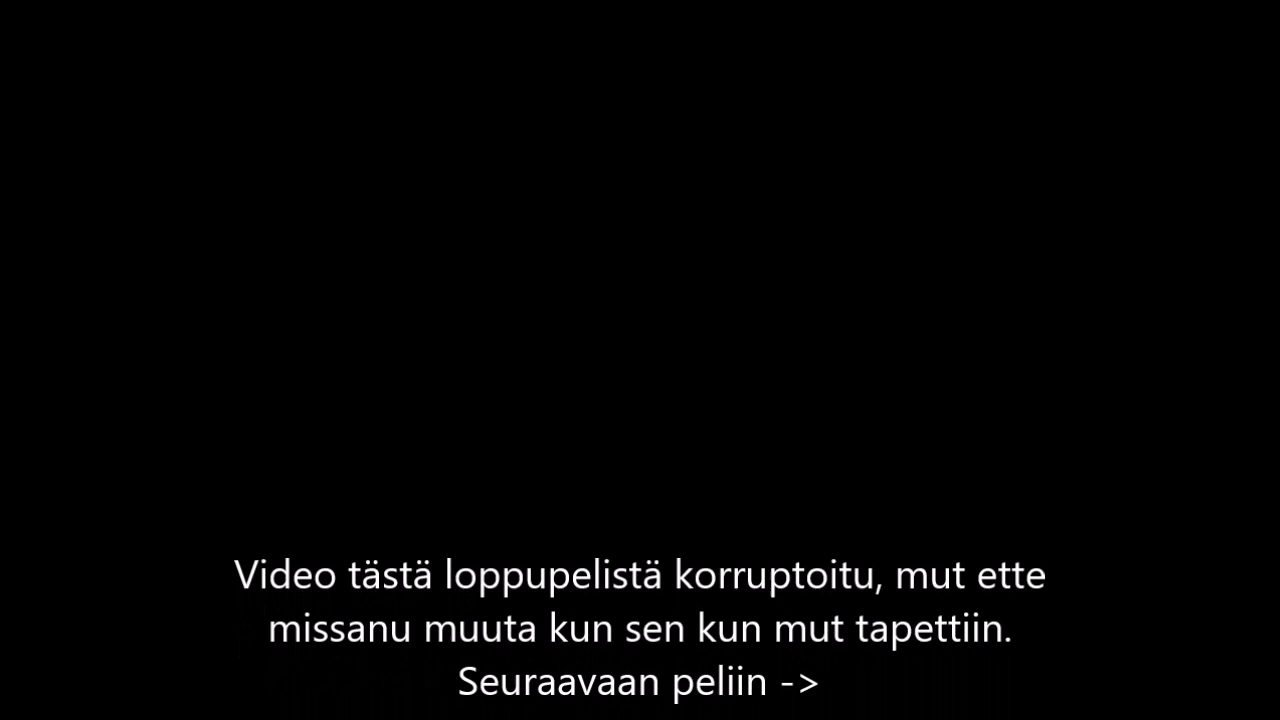 Video tästä loppupelistä korruptoitu, mut ette
missanu muuta kun sen kun mut tapettiin.
Seuraavaan peliin ->